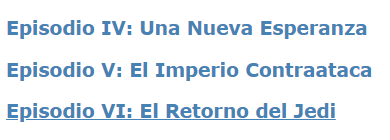 Episodio IV: Una Nueva Esperanza
Episodio V: El Imperio Contraataca
Episodio VI: El Retorno del Jedi